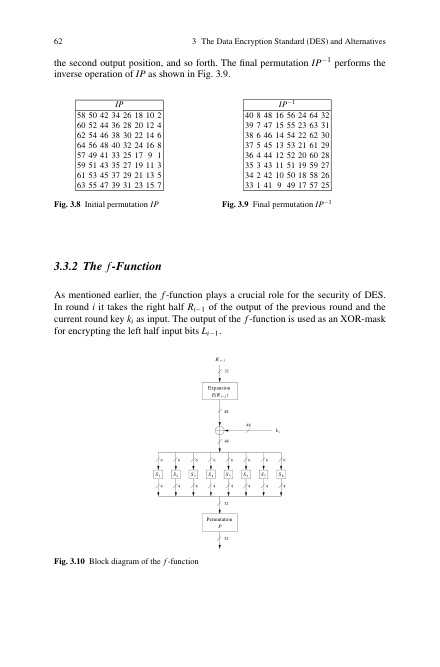 62
3 The Data Encryption Standard (DES) and Alternatives
the second output position, and so forth. The final permutation IP⁻¹ performs the
inverse operation of IP as shown in Fig. 3.9.
IP
58 50 42 34 26 18 10 2
60 52 44 36 28 20 12 4
62 54 46 38 30 22 14 6
64 56 48 40 32 24 16 8
57 49 41 33 25 17 9 1
59 51 43 35 27 19 11 3
61 53 45 37 29 21 13 5
63 55 47 39 31 23 15 7
Fig. 3.8 Initial permutation IP
IP⁻¹
40 8 48 16 56 24 64 32
39 7 47 15 55 23 63 31
38 6 46 14 54 22 62 30
37 5 45 13 53 21 61 29
36 4 44 12 52 20 60 28
35 3 43 11 51 19 59 27
34 2 42 10 50 18 58 26
33 1 41 9 49 17 57 25
Fig. 3.9 Final permutation IP⁻¹
3.3.2 The f-Function
As mentioned earlier, the f-function plays a crucial role for the security of DES.
In round i it takes the right half Rᵢ₋₁ of the output of the previous round and the
current round key kᵢ as input. The output of the f-function is used as an XOR-mask
for encrypting the left half input bits Lᵢ₋₁.
Rᵢ₋₁
32
Expansion
E(Rᵢ₋₁)
48
48
kᵢ
48
6 6 6 6 6 6 6 6
S₁ S₂ S₃ S₄ S₅ S₆ S₇ S₈
4 4 4 4 4 4 4 4
32
Permutation
P
32
Fig. 3.10 Block diagram of the f-function